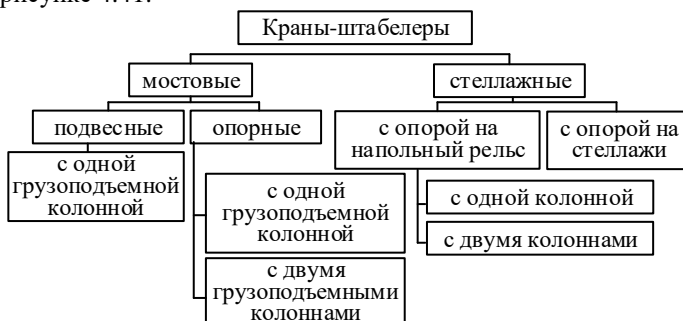 рисунке 4.41.
Краны-штабелеры
мостовые
стеллажные
подвесные
опорные
с опорой на
напольный рельс
с опорой на
стеллажи
с одной
грузоподъемной
колонной
с одной
грузоподъемной
колонной
с двумя
грузоподъемными
колоннами
с одной колонной
с двумя колоннами